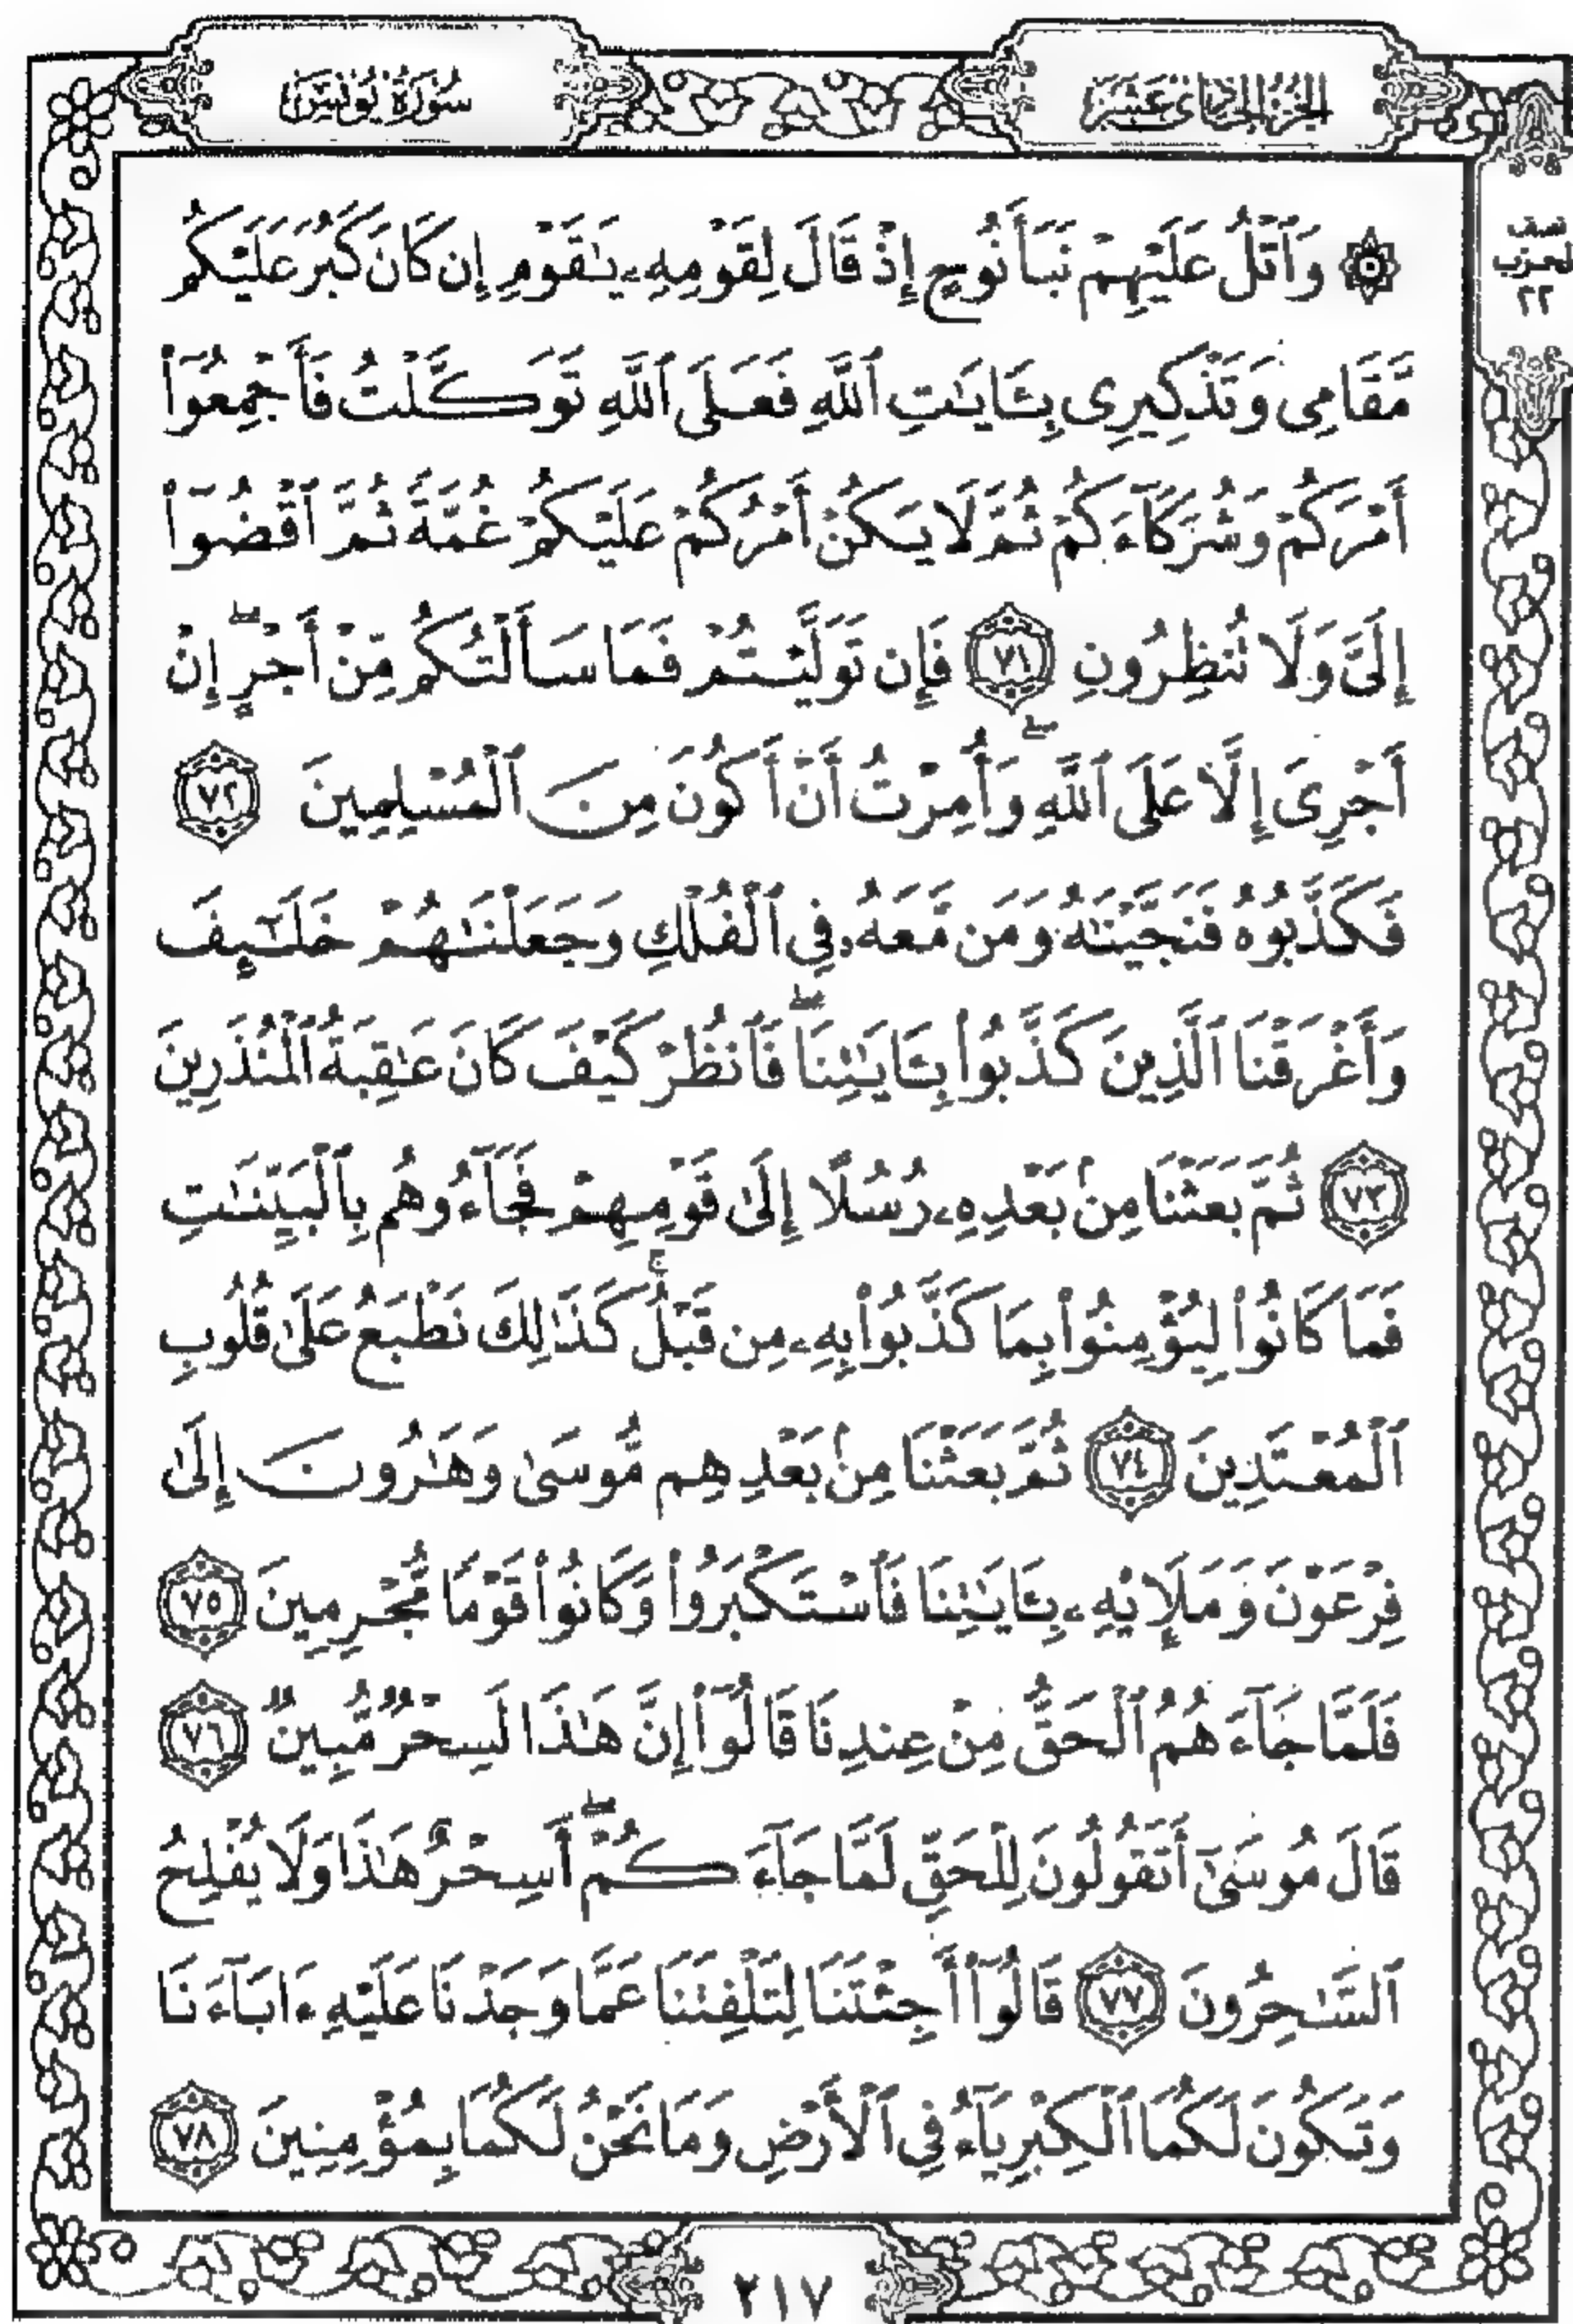 الجزء الحادي عشر
سورة يونس
نصف
الحزب
٢٢
۞ وَٱتْلُ عَلَيْهِمْ نَبَأَ نُوحٍ إِذْ قَالَ لِقَوْمِهِۦ يَٰقَوْمِ إِن كَانَ كَبُرَ عَلَيْكُم
مَّقَامِى وَتَذْكِيرِى بِـَٔايَٰتِ ٱللَّهِ فَعَلَى ٱللَّهِ تَوَكَّلْتُ فَأَجْمِعُوٓا۟
أَمْرَكُمْ وَشُرَكَآءَكُمْ ثُمَّ لَا يَكُنْ أَمْرُكُمْ عَلَيْكُمْ غُمَّةً ثُمَّ ٱقْضُوٓا۟
إِلَىَّ وَلَا تُنظِرُونِ ٧١ فَإِن تَوَلَّيْتُمْ فَمَا سَأَلْتُكُم مِّنْ أَجْرٍ ۖ إِنْ
أَجْرِىَ إِلَّا عَلَى ٱللَّهِ ۖ وَأُمِرْتُ أَنْ أَكُونَ مِنَ ٱلْمُسْلِمِينَ ٧٢
فَكَذَّبُوهُ فَنَجَّيْنَٰهُ وَمَن مَّعَهُۥ فِى ٱلْفُلْكِ وَجَعَلْنَٰهُمْ خَلَٰٓئِفَ
وَأَغْرَقْنَا ٱلَّذِينَ كَذَّبُوا۟ بِـَٔايَٰتِنَا ۖ فَٱنظُرْ كَيْفَ كَانَ عَٰقِبَةُ ٱلْمُنذَرِينَ
٧٣ ثُمَّ بَعَثْنَا مِنۢ بَعْدِهِۦ رُسُلًا إِلَىٰ قَوْمِهِمْ فَجَآءُوهُم بِٱلْبَيِّنَٰتِ
فَمَا كَانُوا۟ لِيُؤْمِنُوا۟ بِمَا كَذَّبُوا۟ بِهِۦ مِن قَبْلُ ۚ كَذَٰلِكَ نَطْبَعُ عَلَىٰ قُلُوبِ
ٱلْمُعْتَدِينَ ٧٤ ثُمَّ بَعَثْنَا مِنۢ بَعْدِهِم مُّوسَىٰ وَهَٰرُونَ إِلَىٰ
فِرْعَوْنَ وَمَلَإِي۟هِۦ بِـَٔايَٰتِنَا فَٱسْتَكْبَرُوا۟ وَكَانُوا۟ قَوْمًا مُّجْرِمِينَ ٧٥
فَلَمَّا جَآءَهُمُ ٱلْحَقُّ مِنْ عِندِنَا قَالُوٓا۟ إِنَّ هَٰذَا لَسِحْرٌ مُّبِينٌ ٧٦
قَالَ مُوسَىٰٓ أَتَقُولُونَ لِلْحَقِّ لَمَّا جَآءَكُمْ ۖ أَسِحْرٌ هَٰذَا وَلَا يُفْلِحُ
ٱلسَّٰحِرُونَ ٧٧ قَالُوٓا۟ أَجِئْتَنَا لِتَلْفِتَنَا عَمَّا وَجَدْنَا عَلَيْهِ ءَابَآءَنَا
وَتَكُونَ لَكُمَا ٱلْكِبْرِيَآءُ فِى ٱلْأَرْضِ وَمَا نَحْنُ لَكُمَا بِمُؤْمِنِينَ ٧٨
٢١٧